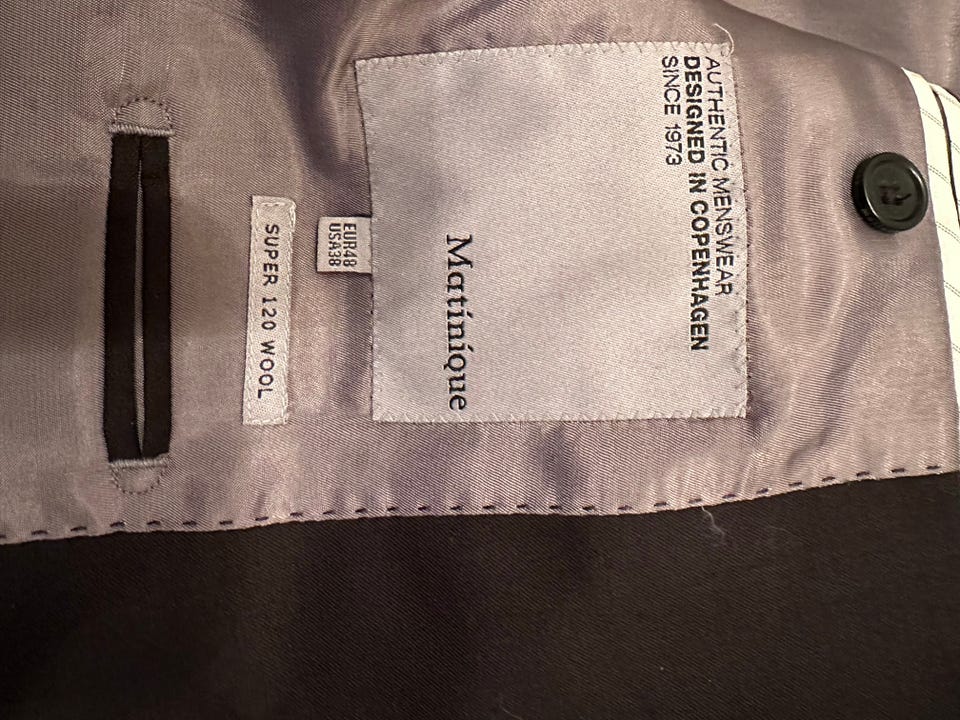 AUTHENTIC MENSWEAR
DESIGNED IN COPENHAGEN
SINCE 1973
Matinique
EUR48
USA38
SUPER 120 WOOL